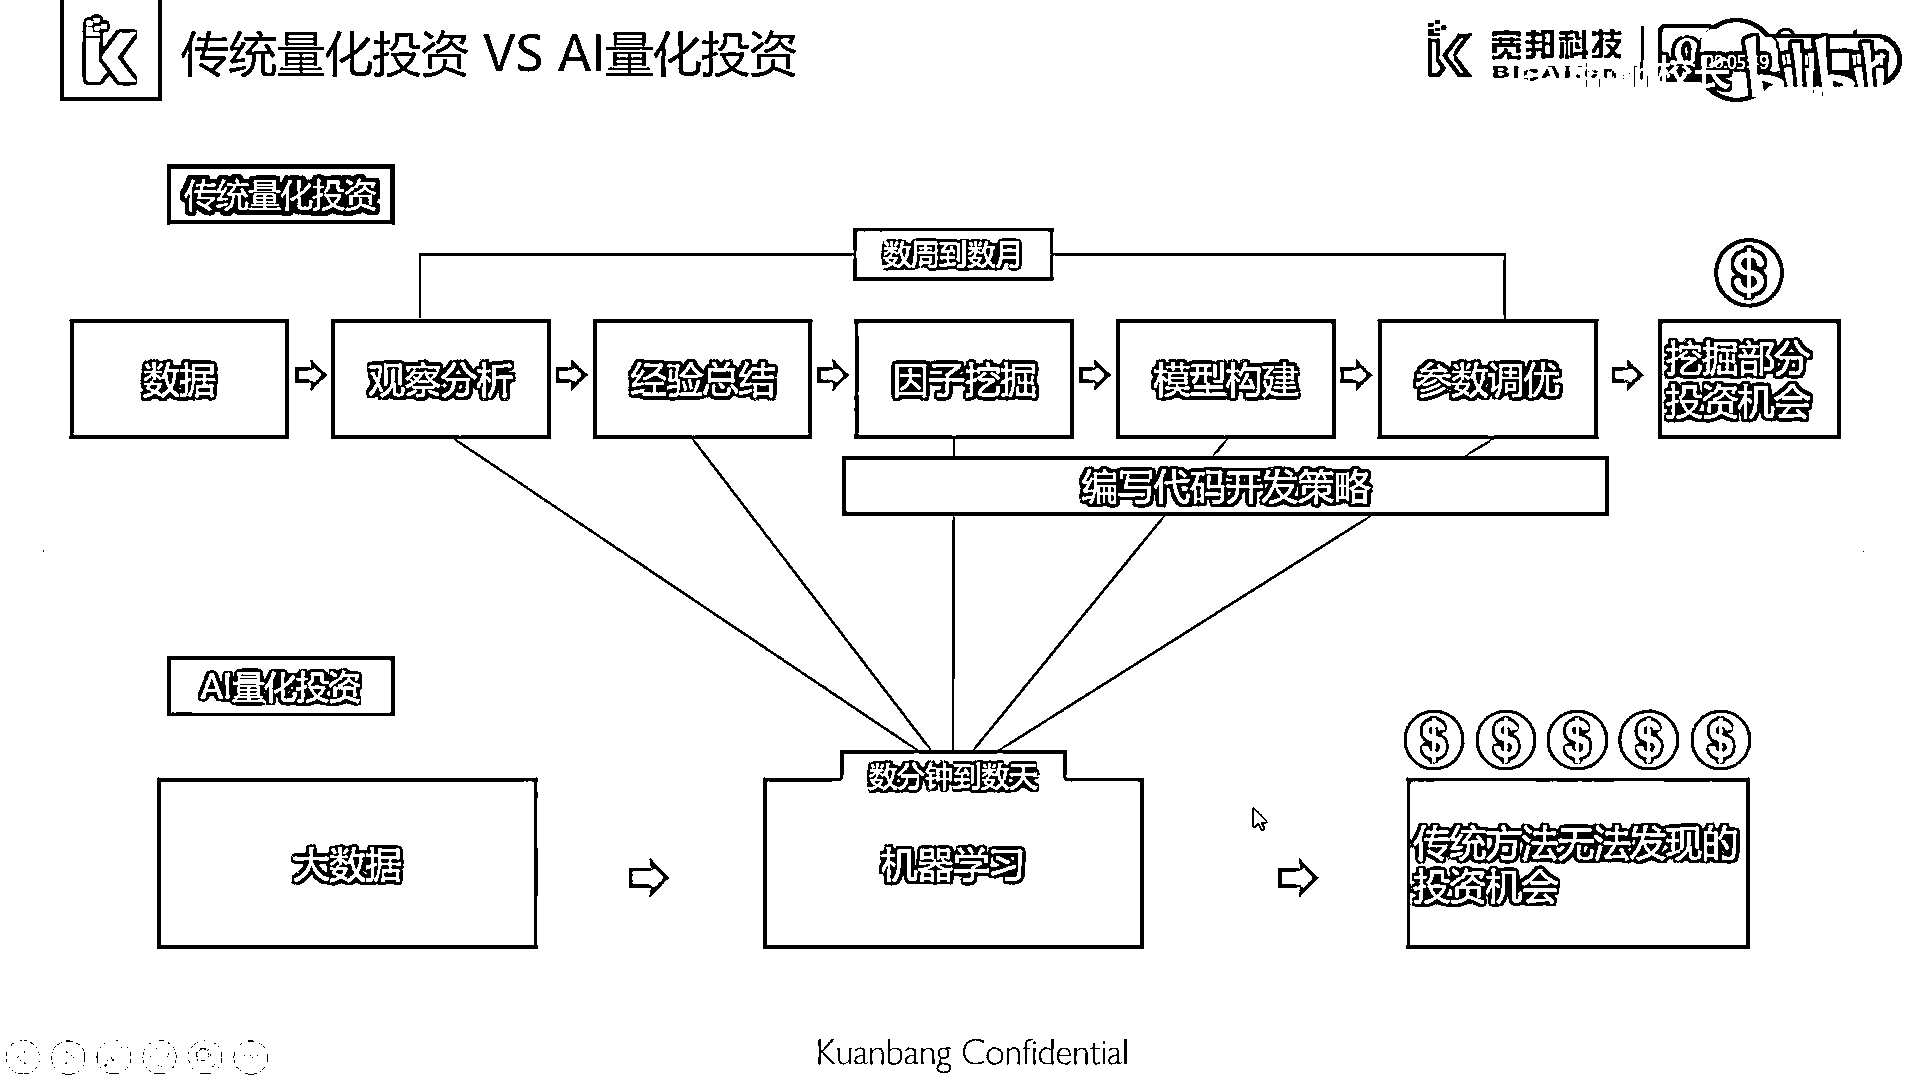 传统量化投资 VS AI量化投资
宽邦科技
传统量化投资
数周到数月
数据
观察分析
经验总结
因子挖掘
模型构建
参数调优
挖掘部分
投资机会
编写代码开发策略
AI量化投资
数分钟到数天
大数据
机器学习
传统方法无法发现的
投资机会
Kuanbang Confidential